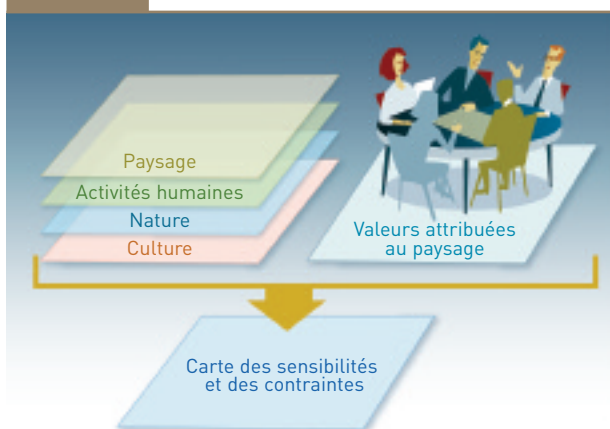 Paysage
Activités humaines
Nature
Culture
Valeurs attribuées
au paysage
Carte des sensibilités
et des contraintes